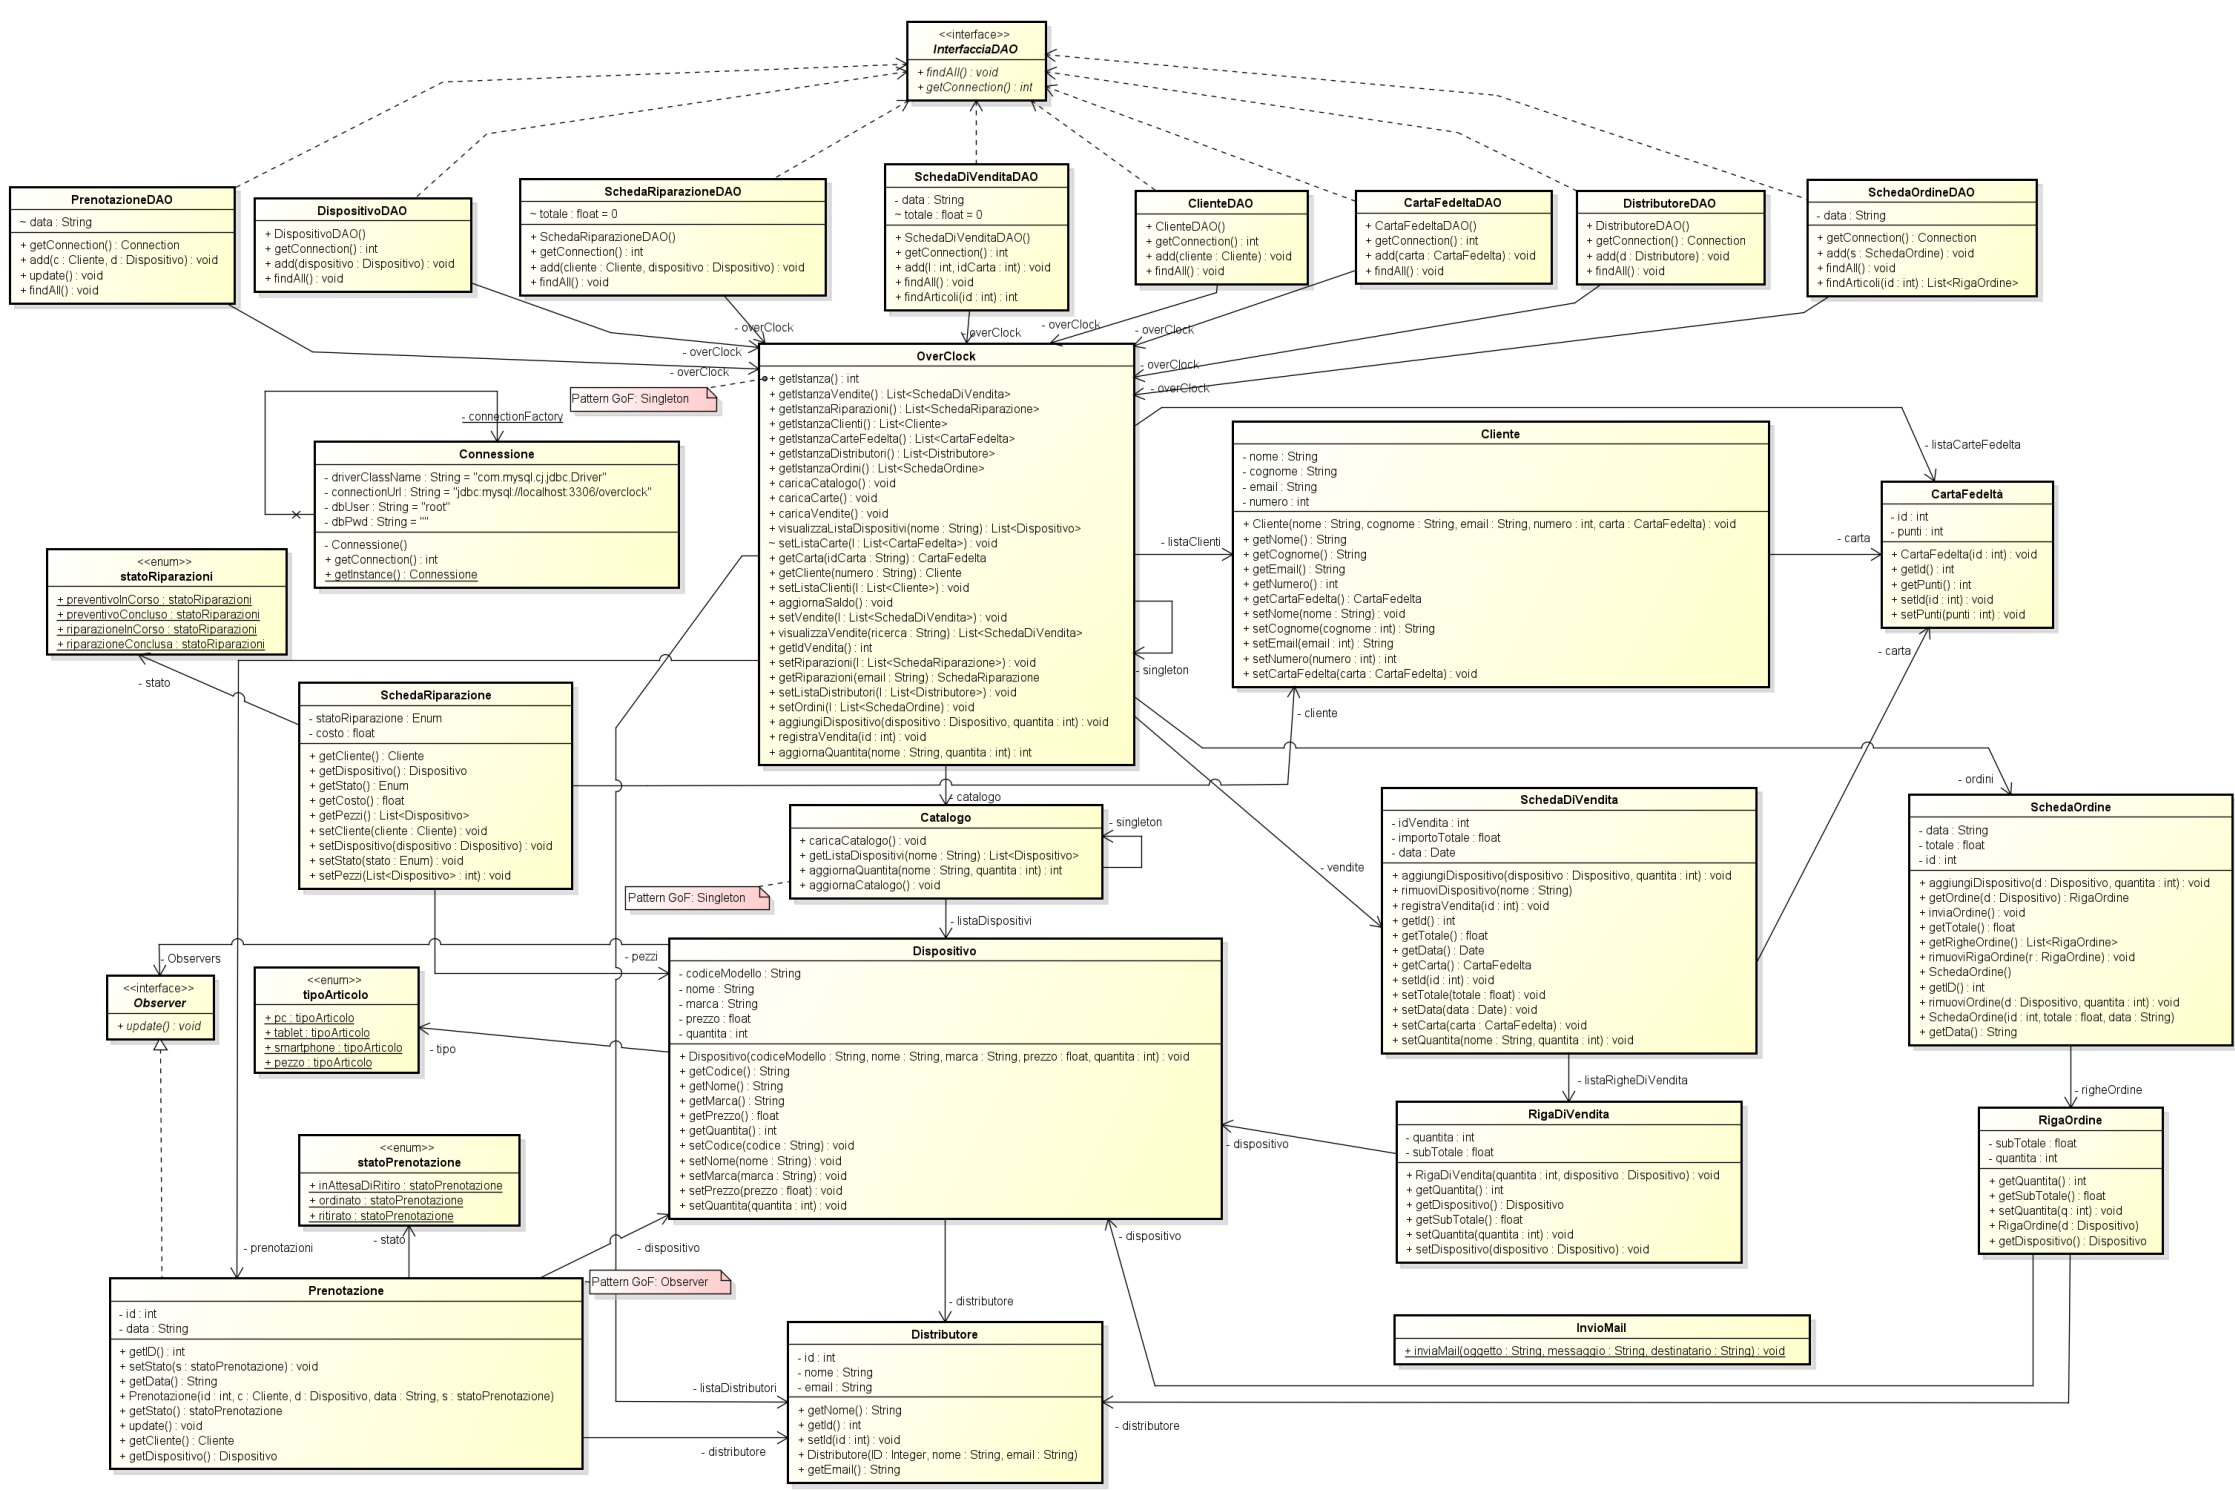 <<interface>>
InterfacciaDAO
+ findAll() : void
+ getConnection() : int
PrenotazioneDAO
~ data : String
+ getConnection() : Connection
+ add(c : Cliente, d : Dispositivo) : void
+ update() : void
+ findAll() : void
DispositivoDAO
+ DispositivoDAO()
+ getConnection() : int
+ add(dispositivo : Dispositivo) : void
+ findAll() : void
SchedaRiparazioneDAO
~ totale : float = 0
+ SchedaRiparazioneDAO()
+ getConnection() : int
+ add(cliente : Cliente, dispositivo : Dispositivo) : void
+ findAll() : void
SchedaDiVenditaDAO
- data : String
~ totale : float = 0
+ SchedaDiVenditaDAO()
+ getConnection() : int
+ add(l : int, idCarta : int) : void
+ findAll() : void
+ findArticoli(id : int) : int
ClienteDAO
+ ClienteDAO()
+ getConnection() : int
+ add(cliente : Cliente) : void
+ findAll() : void
CartaFedeltaDAO
+ CartaFedeltaDAO()
+ getConnection() : int
+ add(carta : CartaFedelta) : void
+ findAll() : void
DistributoreDAO
+ DistributoreDAO()
+ getConnection() : Connection
+ add(d : Distributore) : void
+ findAll() : void
SchedaOrdineDAO
- data : String
+ getConnection() : Connection
+ add(s : SchedaOrdine) : void
+ findAll() : void
+ findArticoli(id : int) : List<RigaOrdine>
- overClock
- overClock
- overClock
- overClock
- overClock
- overClock
- overClock
- overClock
OverClock
+ getIstanza() : int
+ getIstanzaVendite() : List<SchedaDiVendita>
+ getIstanzaRiparazioni() : List<SchedaRiparazione>
+ getIstanzaClienti() : List<Cliente>
+ getIstanzaCarteFedelta() : List<CartaFedelta>
+ getIstanzaDistributori() : List<Distributore>
+ getIstanzaOrdini() : List<SchedaOrdine>
+ caricaCatalogo() : void
+ caricaCarte() : void
+ caricaVendite() : void
+ visualizzaListaDispositivi(nome : String) : List<Dispositivo>
~ setListaCarte(l : List<CartaFedelta>) : void
+ getCarta(idCarta : String) : CartaFedelta
+ getCliente(numero : String) : Cliente
+ setListaClienti(l : List<Cliente>) : void
+ aggiornaSaldo() : void
+ setVendite(l : List<SchedaDiVendita>) : void
+ visualizzaVendite(ricerca : String) : List<SchedaDiVendita>
+ getIdVendita() : int
+ setRiparazioni(l : List<SchedaRiparazione>) : void
+ getRiparazioni(email : String) : SchedaRiparazione
+ setListaDistributori(l : List<Distributore>) : void
+ setOrdini(l : List<SchedaOrdine) : void
+ aggiungiDispositivo(dispositivo : Dispositivo, quantita : int) : void
+ registraVendita(id : int) : void
+ aggiornaQuantita(nome : String, quantita : int) : int
Pattern GoF: Singleton
- connectionFactory
Connessione
- driverClassName : String = "com.mysql.cj.jdbc.Driver"
- connectionUrl : String = "jdbc:mysql://localhost:3306/overclock"
- dbUser : String = "root"
- dbPwd : String = ""
- Connessione()
+ getConnection() : int
+ getInstance() : Connessione
Cliente
- nome : String
- cognome : String
- email : String
- numero : int
+ Cliente(nome : String, cognome : String, email : String, numero : int, carta : CartaFedelta) : void
+ getNome() : String
+ getCognome() : String
+ getEmail() : String
+ getNumero() : int
+ getCartaFedelta() : CartaFedelta
+ setNome(nome : String) : void
+ setCognome(cognome : int) : String
+ setEmail(email : int) : String
+ setNumero(numero : int) : int
+ setCartaFedelta(carta : CartaFedelta) : void
- listaCarteFedelta
CartaFedeltà
- id : int
- punti : int
+ CartaFedelta(id : int) : void
+ getId() : int
+ getPunti() : int
+ setId(id : int) : void
+ setPunti(punti : int) : void
- listaClienti
- carta
- carta
- singleton
- cliente
<<enum>>
statoRiparazioni
+ preventivoInCorso : statoRiparazioni
+ preventivoConcluso : statoRiparazioni
+ riparazioneInCorso : statoRiparazioni
+ riparazioneConclusa : statoRiparazioni
- stato
SchedaRiparazione
- statoRiparazione : Enum
- costo : float
+ getCliente() : Cliente
+ getDispositivo() : Dispositivo
+ getStato() : Enum
+ getCosto() : float
+ getPezzi() : List<Dispositivo>
+ setCliente(cliente : Cliente) : void
+ setDispositivo(dispositivo : Dispositivo) : void
+ setStato(stato : Enum) : void
+ setPezzi(List<Dispositivo> : int) : void
- catalogo
Catalogo
+ caricaCatalogo() : void
+ getListaDispositivi(nome : String) : List<Dispositivo>
+ aggiornaQuantita(nome : String, quantita : int) : int
+ aggiornaCatalogo() : void
- singleton
Pattern GoF: Singleton
- listaDispositivi
- vendite
- ordini
SchedaDiVendita
- idVendita : int
- importoTotale : float
- data : Date
+ aggiungiDispositivo(dispositivo : Dispositivo, quantita : int) : void
+ rimuoviDispositivo(nome : String)
+ registraVendita(id : int) : void
+ getId() : int
+ getTotale() : float
+ getData() : Date
+ getCarta() : CartaFedelta
+ setId(id : int) : void
+ setTotale(totale : float) : void
+ setData(data : Date) : void
+ setCarta(carta : CartaFedelta) : void
+ setQuantita(nome : String, quantita : int) : void
SchedaOrdine
- data : String
- totale : float
- id : int
+ aggiungiDispositivo(d : Dispositivo, quantita : int) : void
+ getOrdine(d : Dispositivo) : RigaOrdine
+ inviaOrdine() : void
+ getTotale() : float
+ getRigheOrdine() : List<RigaOrdine>
+ rimuoviRigaOrdine(r : RigaOrdine) : void
+ SchedaOrdine()
+ getID() : int
+ rimuoviOrdine(d : Dispositivo, quantita : int) : void
+ SchedaOrdine(id : int, totale : float, data : String)
+ getData() : String
- Observers
- pezzi
<<interface>>
Observer
+ update() : void
<<enum>>
tipoArticolo
+ pc : tipoArticolo
+ tablet : tipoArticolo
+ smartphone : tipoArticolo
+ pezzo : tipoArticolo
- tipo
Dispositivo
- codiceModello : String
- nome : String
- marca : String
- prezzo : float
- quantita : int
+ Dispositivo(codiceModello : String, nome : String, marca : String, prezzo : float, quantita : int) : void
+ getCodice() : String
+ getNome() : String
+ getMarca() : String
+ getPrezzo() : float
+ getQuantita() : int
+ setCodice(codice : String) : void
+ setNome(nome : String) : void
+ setMarca(marca : String) : void
+ setPrezzo(prezzo : float) : void
+ setQuantita(quantita : int) : void
- listaRigheDiVendita
- righeOrdine
- dispositivo
RigaDiVendita
- quantita : int
- subTotale : float
+ RigaDiVendita(quantita : int, dispositivo : Dispositivo) : void
+ getQuantita() : int
+ getDispositivo() : Dispositivo
+ getSubTotale() : float
+ setQuantita(quantita : int) : void
+ setDispositivo(dispositivo : Dispositivo) : void
RigaOrdine
- subTotale : float
- quantita : int
+ getQuantita() : int
+ getSubTotale() : float
+ setQuantita(q : int) : void
+ RigaOrdine(d : Dispositivo)
+ getDispositivo() : Dispositivo
<<enum>>
statoPrenotazione
+ inAttesaDiRitiro : statoPrenotazione
+ ordinato : statoPrenotazione
+ ritirato : statoPrenotazione
- stato
- prenotazioni
- dispositivo
- dispositivo
Pattern GoF: Observer
Prenotazione
- id : int
- data : String
+ getID() : int
+ setStato(s : statoPrenotazione) : void
+ getData() : String
+ Prenotazione(id : int, c : Cliente, d : Dispositivo, data : String, s : statoPrenotazione)
+ getStato() : statoPrenotazione
+ update() : void
+ getCliente() : Cliente
+ getDispositivo() : Dispositivo
- distributore
Distributore
- id : int
- nome : String
- email : String
+ getNome() : String
+ getId() : int
+ setId(id : int) : void
+ Distributore(ID : Integer, nome : String, email : String)
+ getEmail() : String
- listaDistributori
- distributore
- distributore
InvioMail
+ inviaMail(oggetto : String, messaggio : String, destinatario : String) : void